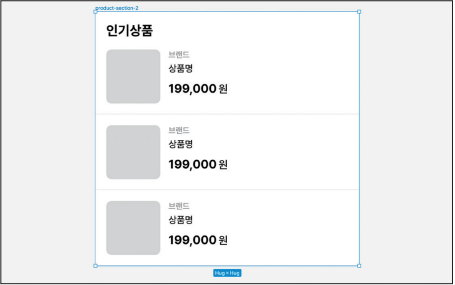 product-section-2
인기상품
브랜드
상품명
199,000 원
브랜드
상품명
199,000 원
브랜드
상품명
199,000 원
Hug × Hug